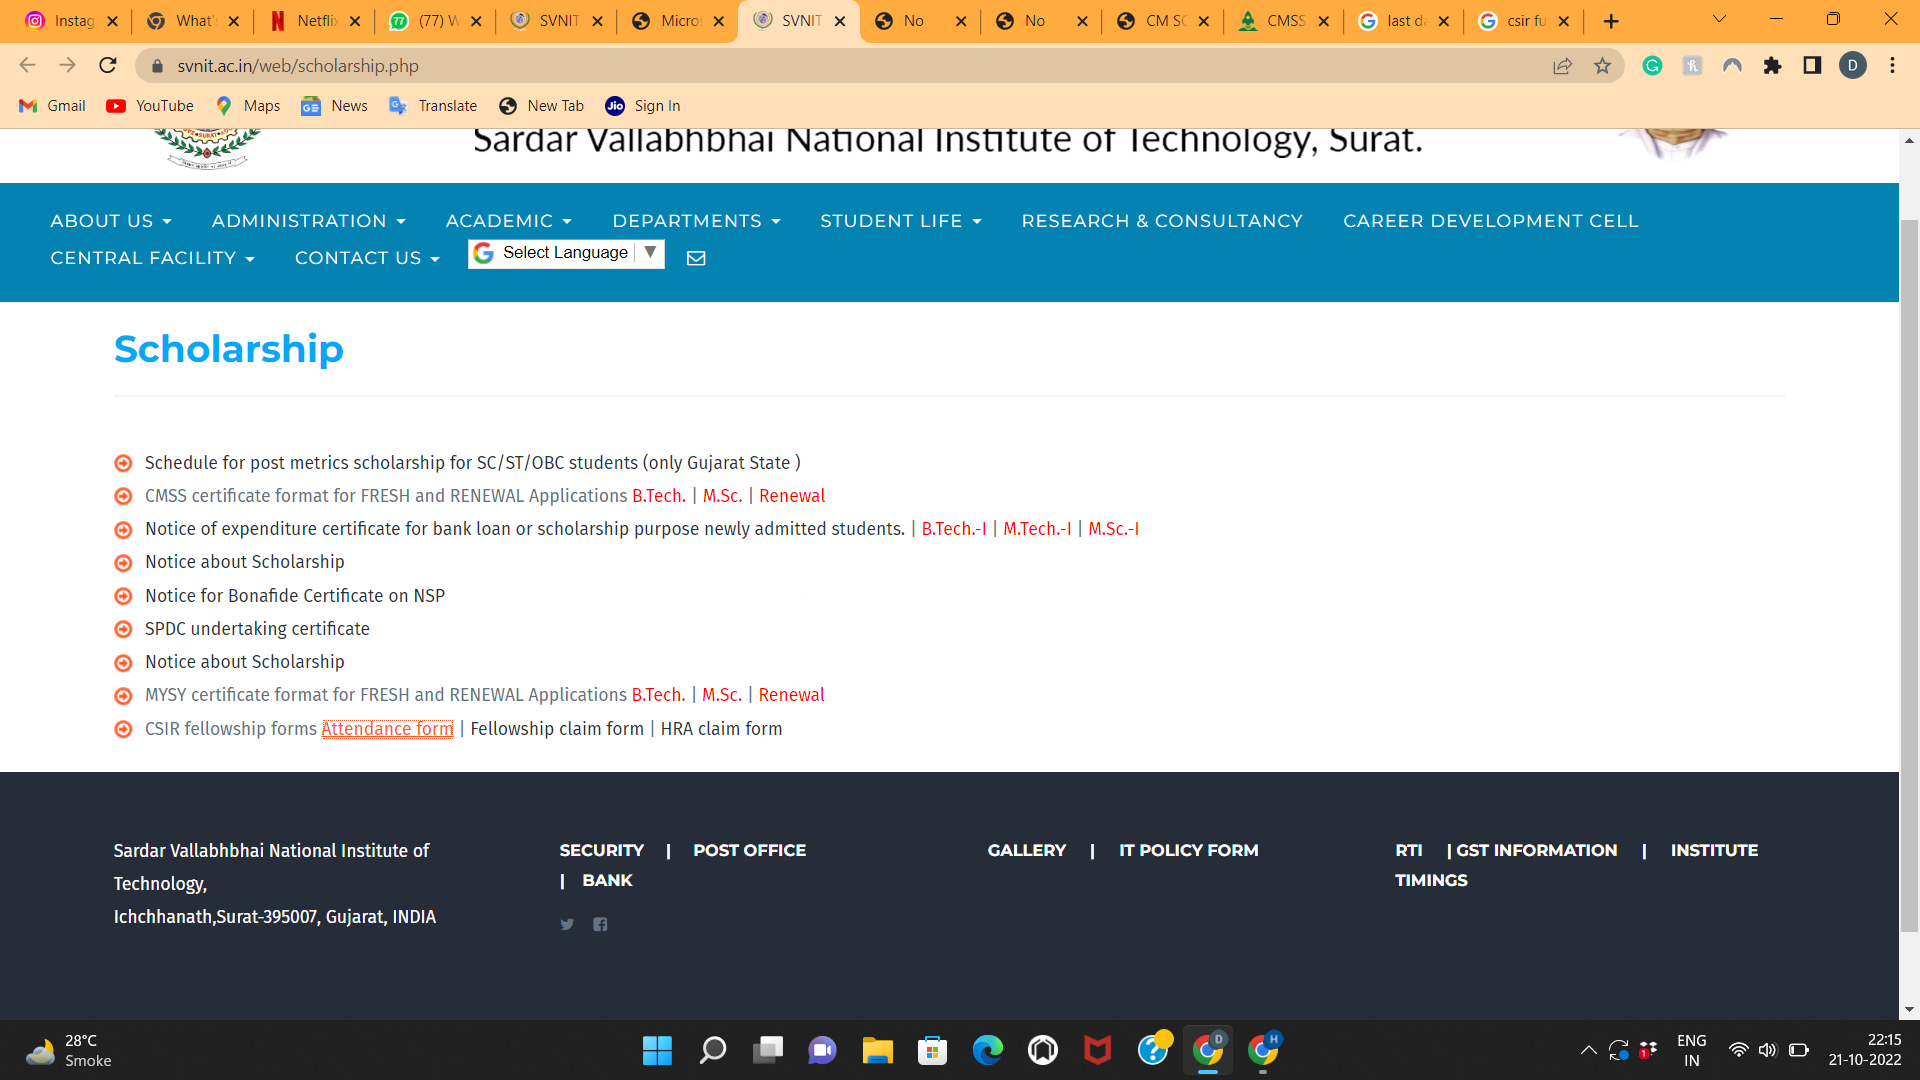 Instag
What'
Netflix
(77) W
SVNIT
Micros
SVNIT
No
No
CM SC
CMSS
last da
csir fu
svnit.ac.in/web/scholarship.php
D
Gmail YouTube Maps News Translate New Tab Jio Sign In
Sardar Vallabhbhai National Institute of Technology, Surat.
ABOUT US ADMINISTRATION ACADEMIC DEPARTMENTS STUDENT LIFE RESEARCH & CONSULTANCY CAREER DEVELOPMENT CELL
CENTRAL FACILITY CONTACT US Select Language
Scholarship
Schedule for post metrics scholarship for SC/ST/OBC students (only Gujarat State )
CMSS certificate format for FRESH and RENEWAL Applications B.Tech. | M.Sc. | Renewal
Notice of expenditure certificate for bank loan or scholarship purpose newly admitted students. | B.Tech.-I | M.Tech.-I | M.Sc.-I
Notice about Scholarship
Notice for Bonafide Certificate on NSP
SPDC undertaking certificate
Notice about Scholarship
MYSY certificate format for FRESH and RENEWAL Applications B.Tech. | M.Sc. | Renewal
CSIR fellowship forms Attendance form | Fellowship claim form | HRA claim form
Sardar Vallabhbhai National Institute of
Technology,
Ichchhanath,Surat-395007, Gujarat, INDIA
SECURITY | POST OFFICE
| BANK
GALLERY | IT POLICY FORM
RTI | GST INFORMATION | INSTITUTE
TIMINGS
28°C
Smoke
D
H
1
ENG
IN
22:15
21-10-2022